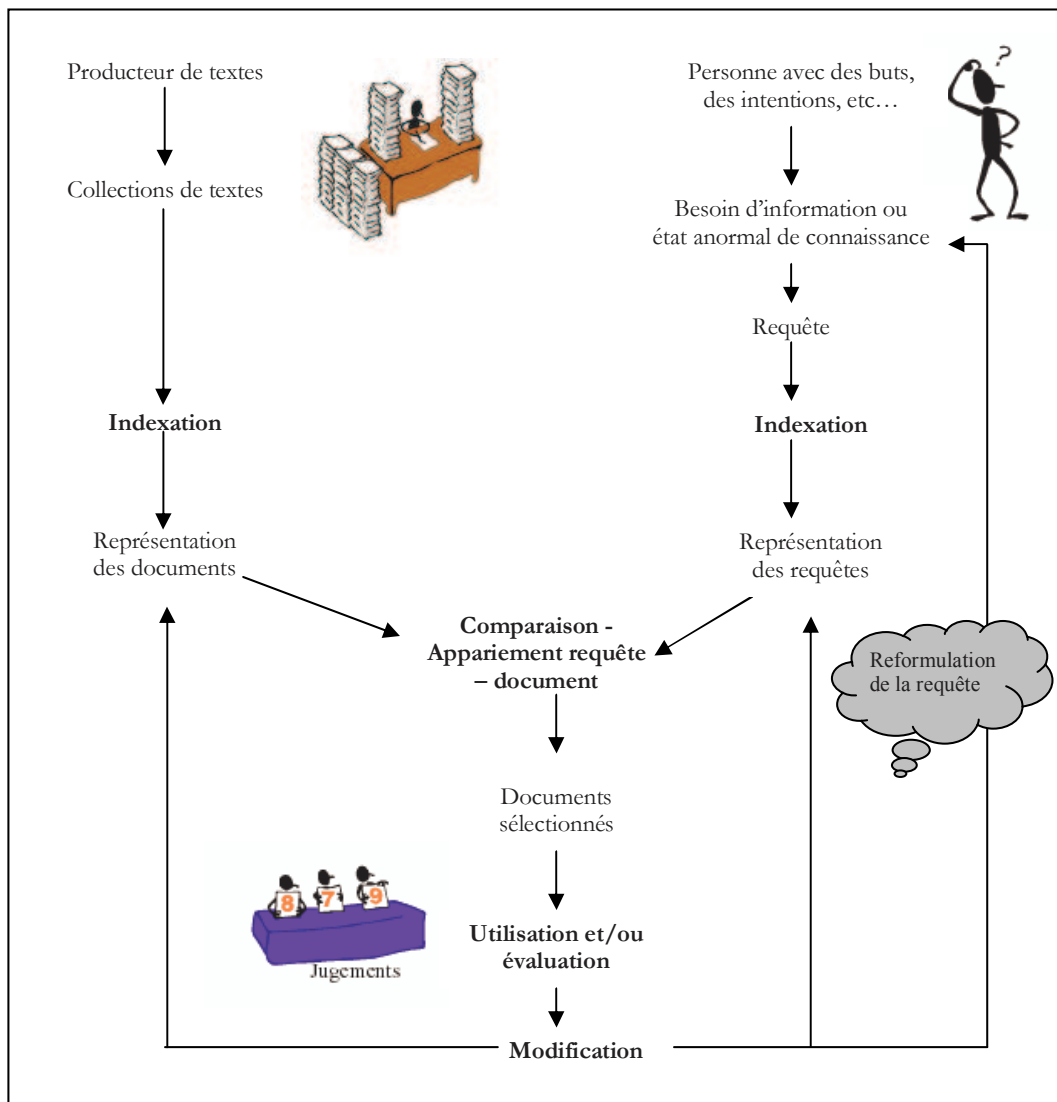 Producteur de textes
Collections de textes
Indexation
Représentation
des documents
Personne avec des buts,
des intentions, etc…
?
Besoin d'information ou
état anormal de connaissance
Requête
Indexation
Représentation
des requêtes
Comparaison -
Appariement requête
– document
Reformulation
de la requête
Documents
sélectionnés
8 7 9
Jugements
Utilisation et/ou
évaluation
Modification